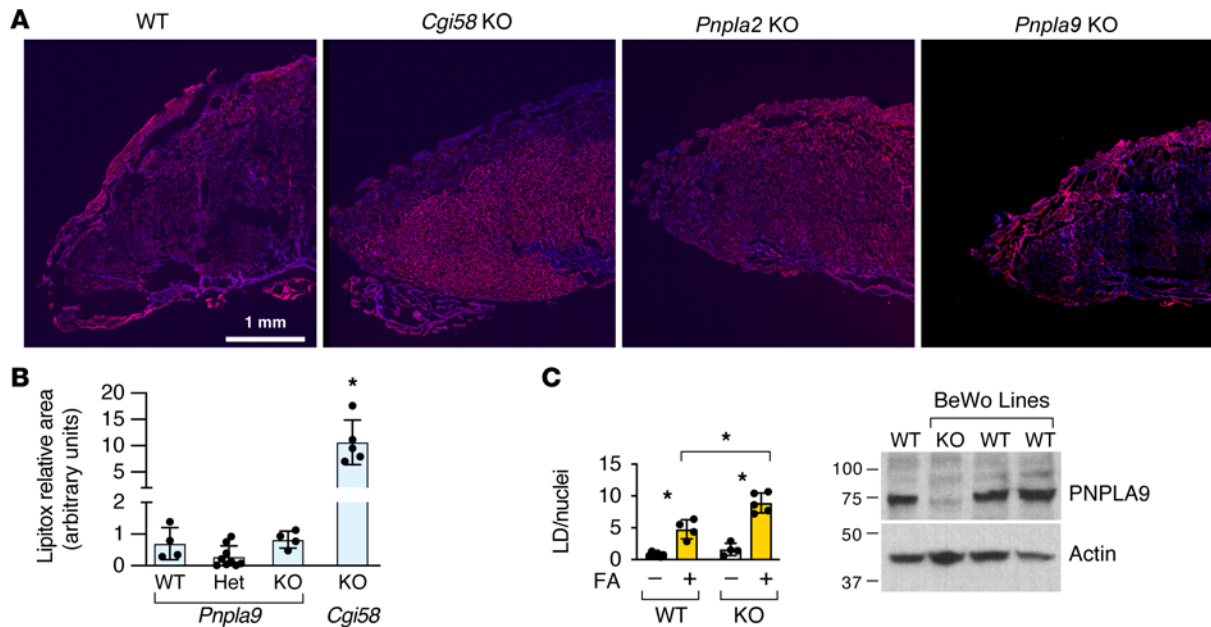 A
WT
Cgi58 KO
Pnpla2 KO
Pnpla9 KO
1 mm
B
Lipitox relative area
(arbitrary units)
20
15
10
5
2
1
0
*
WT
Het
KO
KO
Pnpla9
Cgi58
C
LD/nuclei
15
10
5
0
*
*
*
FA
– + – +
WT
KO
BeWo Lines
WT KO WT WT
100
75
PNPLA9
50
37
Actin